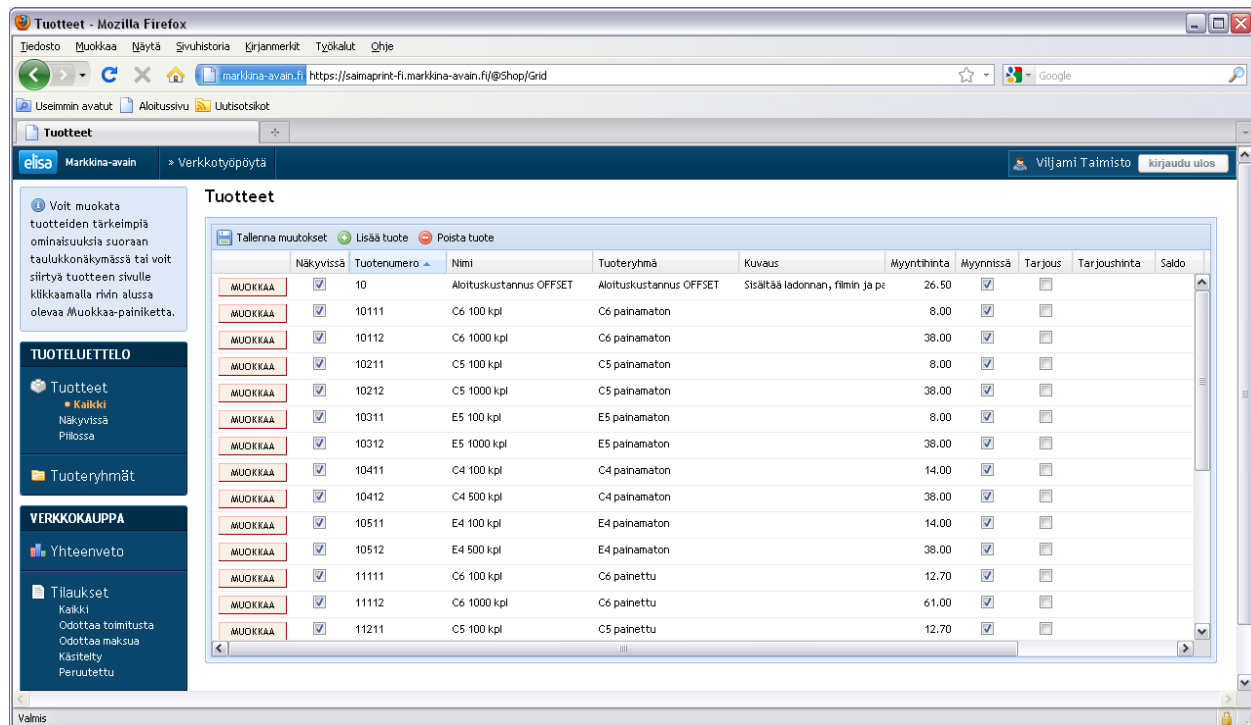 Tuotteet - Mozilla Firefox
Tiedosto Muokkaa Näytä Sivuhistoria Kirjanmerkit Työkalut Ohje
markkina-avain.fi https://saimaprint-fi.markkina-avain.fi/@Shop/Grid Google
Useimmin avatut Aloitussivu Uutisotsikot
Tuotteet
elisa Markkina-avain » Verkkotyöpöytä Viljami Taimisto kirjaudu ulos
Voit muokata
tuotteiden tärkeimpiä
ominaisuuksia suoraan
taulukkonäkymässä tai voit
siirtyä tuotteen sivulle
klikkaamalla rivin alussa
olevaa Muokkaa-painiketta.
TUOTELUETTELO
Tuotteet
• Kaikki
Näkyvissä
Piilossa
Tuoteryhmät
VERKKOKAUPPA
Yhteenveto
Tilaukset
Kaikki
Odottaa toimitusta
Odottaa maksua
Käsitelty
Peruutettu
Tuotteet
Tallenna muutokset Lisää tuote Poista tuote
Näkyvissä Tuotenumero Nimi Tuoteryhmä Kuvaus Myyntihinta Myynnissä Tarjous Tarjoushinta Saldo
MUOKKAA 10 Aloituskustannus OFFSET Aloituskustannus OFFSET Sisältää ladonnan, filmin ja pa 26.50
MUOKKAA 10111 C6 100 kpl C6 painamaton 8.00
MUOKKAA 10112 C6 1000 kpl C6 painamaton 38.00
MUOKKAA 10211 C5 100 kpl C5 painamaton 8.00
MUOKKAA 10212 C5 1000 kpl C5 painamaton 38.00
MUOKKAA 10311 E5 100 kpl E5 painamaton 8.00
MUOKKAA 10312 E5 1000 kpl E5 painamaton 38.00
MUOKKAA 10411 C4 100 kpl C4 painamaton 14.00
MUOKKAA 10412 C4 500 kpl C4 painamaton 38.00
MUOKKAA 10511 E4 100 kpl E4 painamaton 14.00
MUOKKAA 10512 E4 500 kpl E4 painamaton 38.00
MUOKKAA 11111 C6 100 kpl C6 painettu 12.70
MUOKKAA 11112 C6 1000 kpl C6 painettu 61.00
MUOKKAA 11211 C5 100 kpl C5 painettu 12.70
Valmis